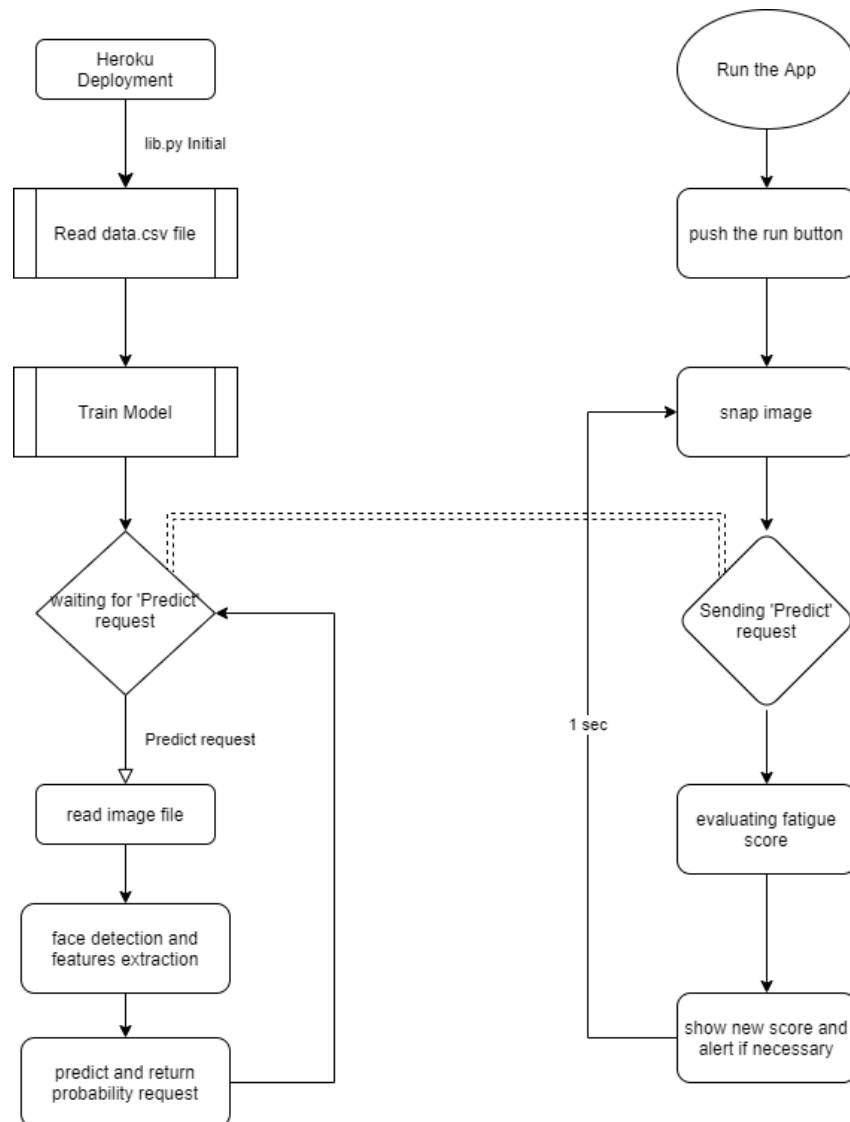 Heroku
Deployment
lib.py Initial
Read data.csv file
Train Model
waiting for 'Predict'
request
Predict request
read image file
face detection and
features extraction
predict and return
probability request
Run the App
push the run button
snap image
Sending 'Predict'
request
1 sec
evaluating fatigue
score
show new score and
alert if necessary